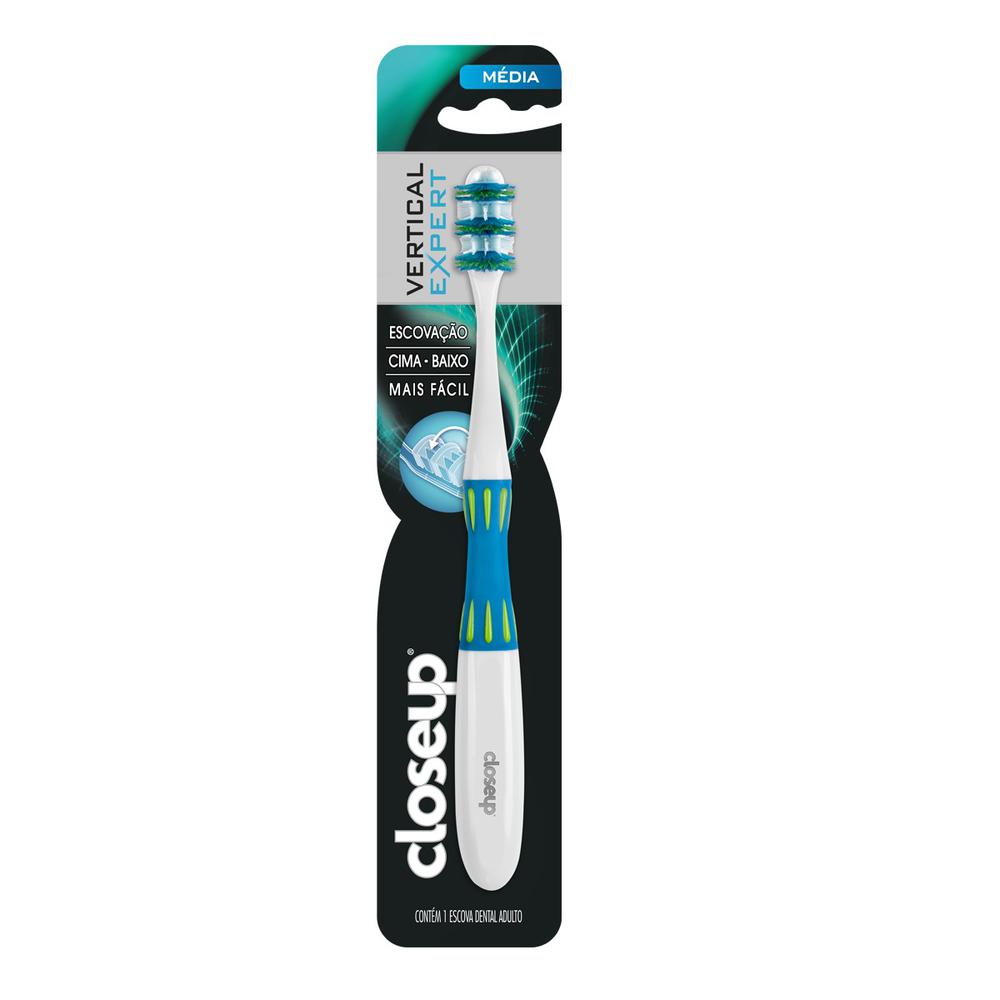 MÉDIA
VERTICAL
EXPERT
ESCOVAÇÃO
CIMA • BAIXO
MAIS FÁCIL
closeup®
closeup
CONTÉM 1 ESCOVA DENTAL ADULTO